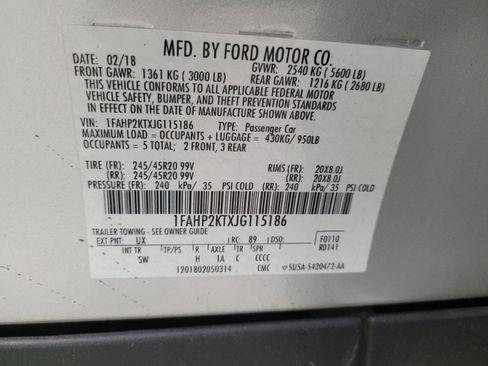 MFD. BY FORD MOTOR CO.
DATE: 02/18 GVWR: 2540 KG ( 5600 LB)
FRONT GAWR: 1361 KG ( 3000 LB) REAR GAWR: 1216 KG ( 2680 LB)
THIS VEHICLE CONFORMS TO ALL APPLICABLE FEDERAL MOTOR
VEHICLE SAFETY, BUMPER, AND THEFT PREVENTION STANDARDS
IN EFFECT ON THE DATE OF MANUFACTURE SHOWN ABOVE.
VIN: 1FAHP2KTXJG115186 TYPE: Passenger Car
MAXIMUM LOAD = OCCUPANTS + LUGGAGE = 430KG/ 950LB
OCCUPANTS = 5 TOTAL; 2 FRONT, 3 REAR
TIRE (FR): 245/45R20 99V RIMS (FR): 20X8.0J
(RR): 245/45R20 99V (RR): 20X8.0J
PRESSURE (FR): 240 kPa/ 35 PSI COLD (RR): 240 kPa/ 35 PSI COLD
1FAHP2KTXJG115186
TRAILER TOWING - SEE OWNER GUIDE
EXT PNT: UX RC: 89 DSO: F0110
R0141
INT TR TP/PS R AXLE TR SPR
5W H IA C CCCC
1201802050314 CMC 5U5A-5420472-AA